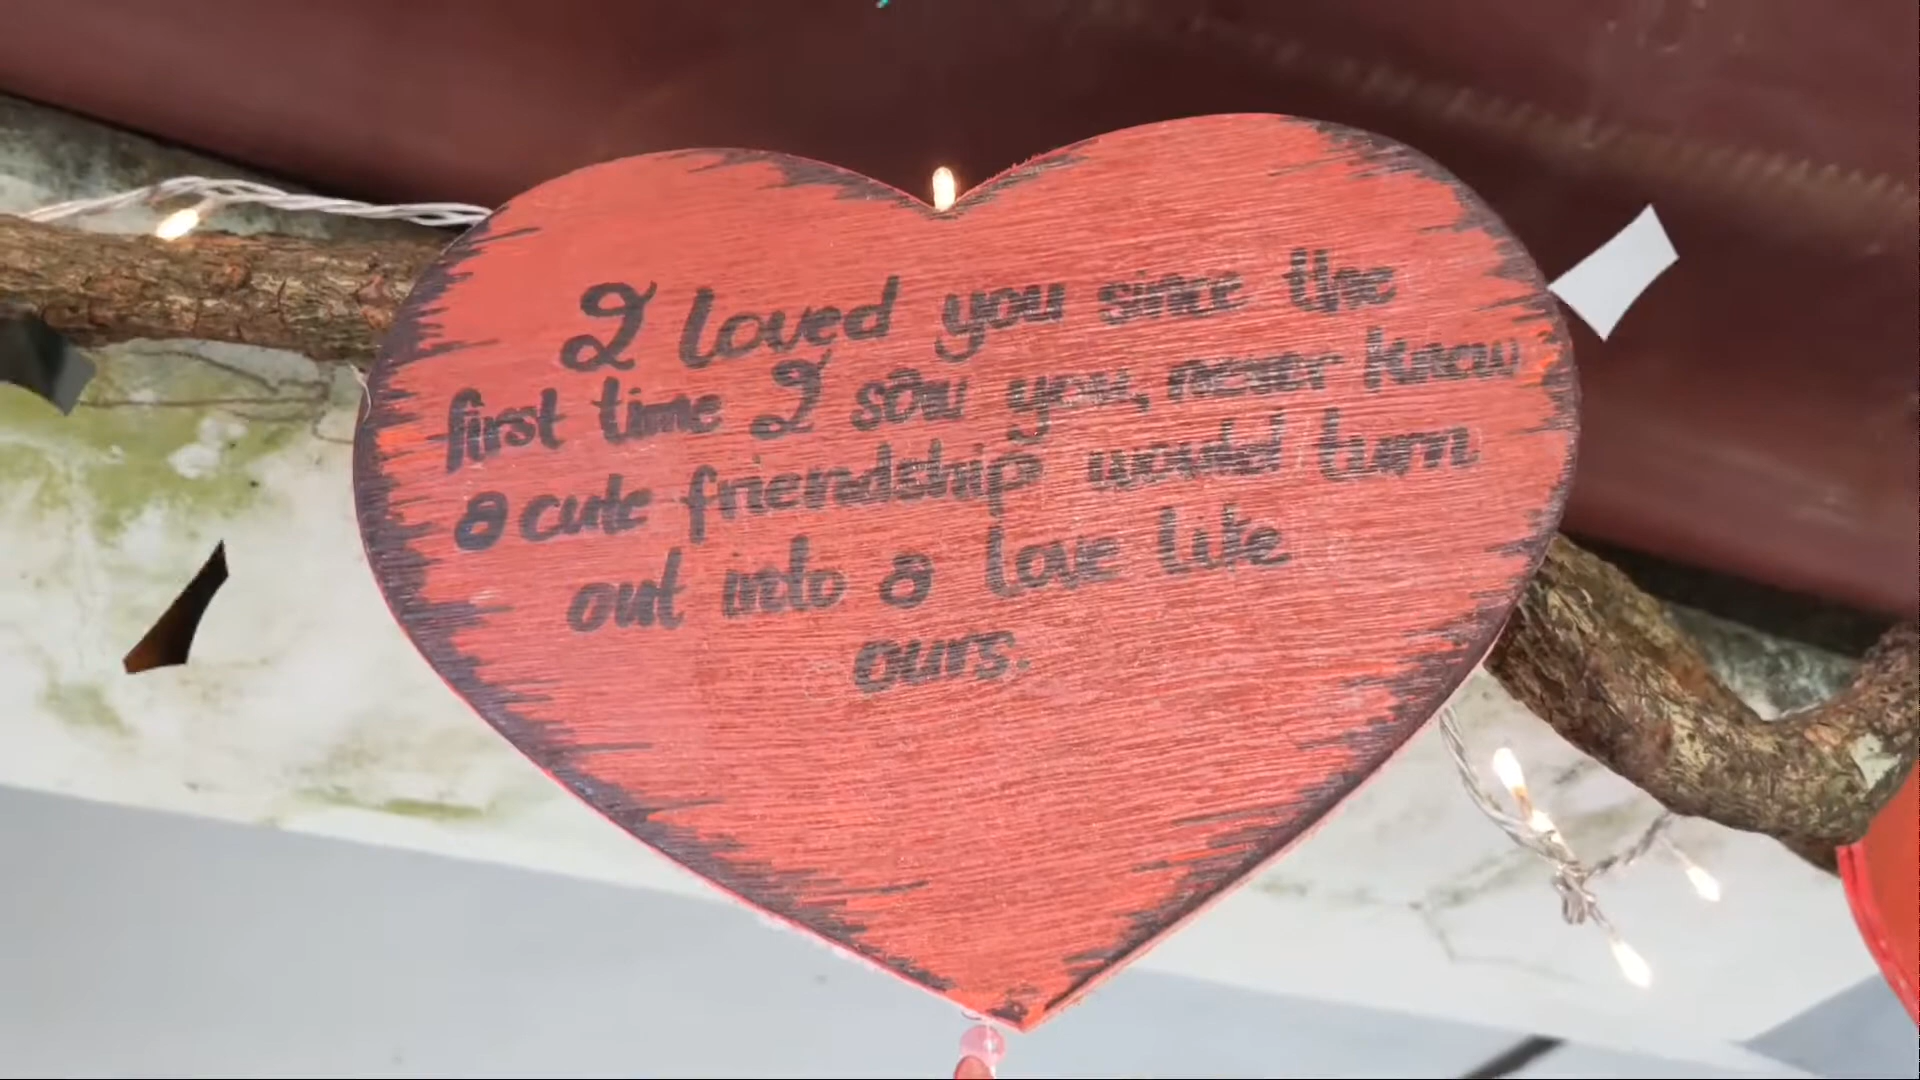 I loved you since the
first time I saw you, never knew
a cute friendship would turn
out into a love like
ours.